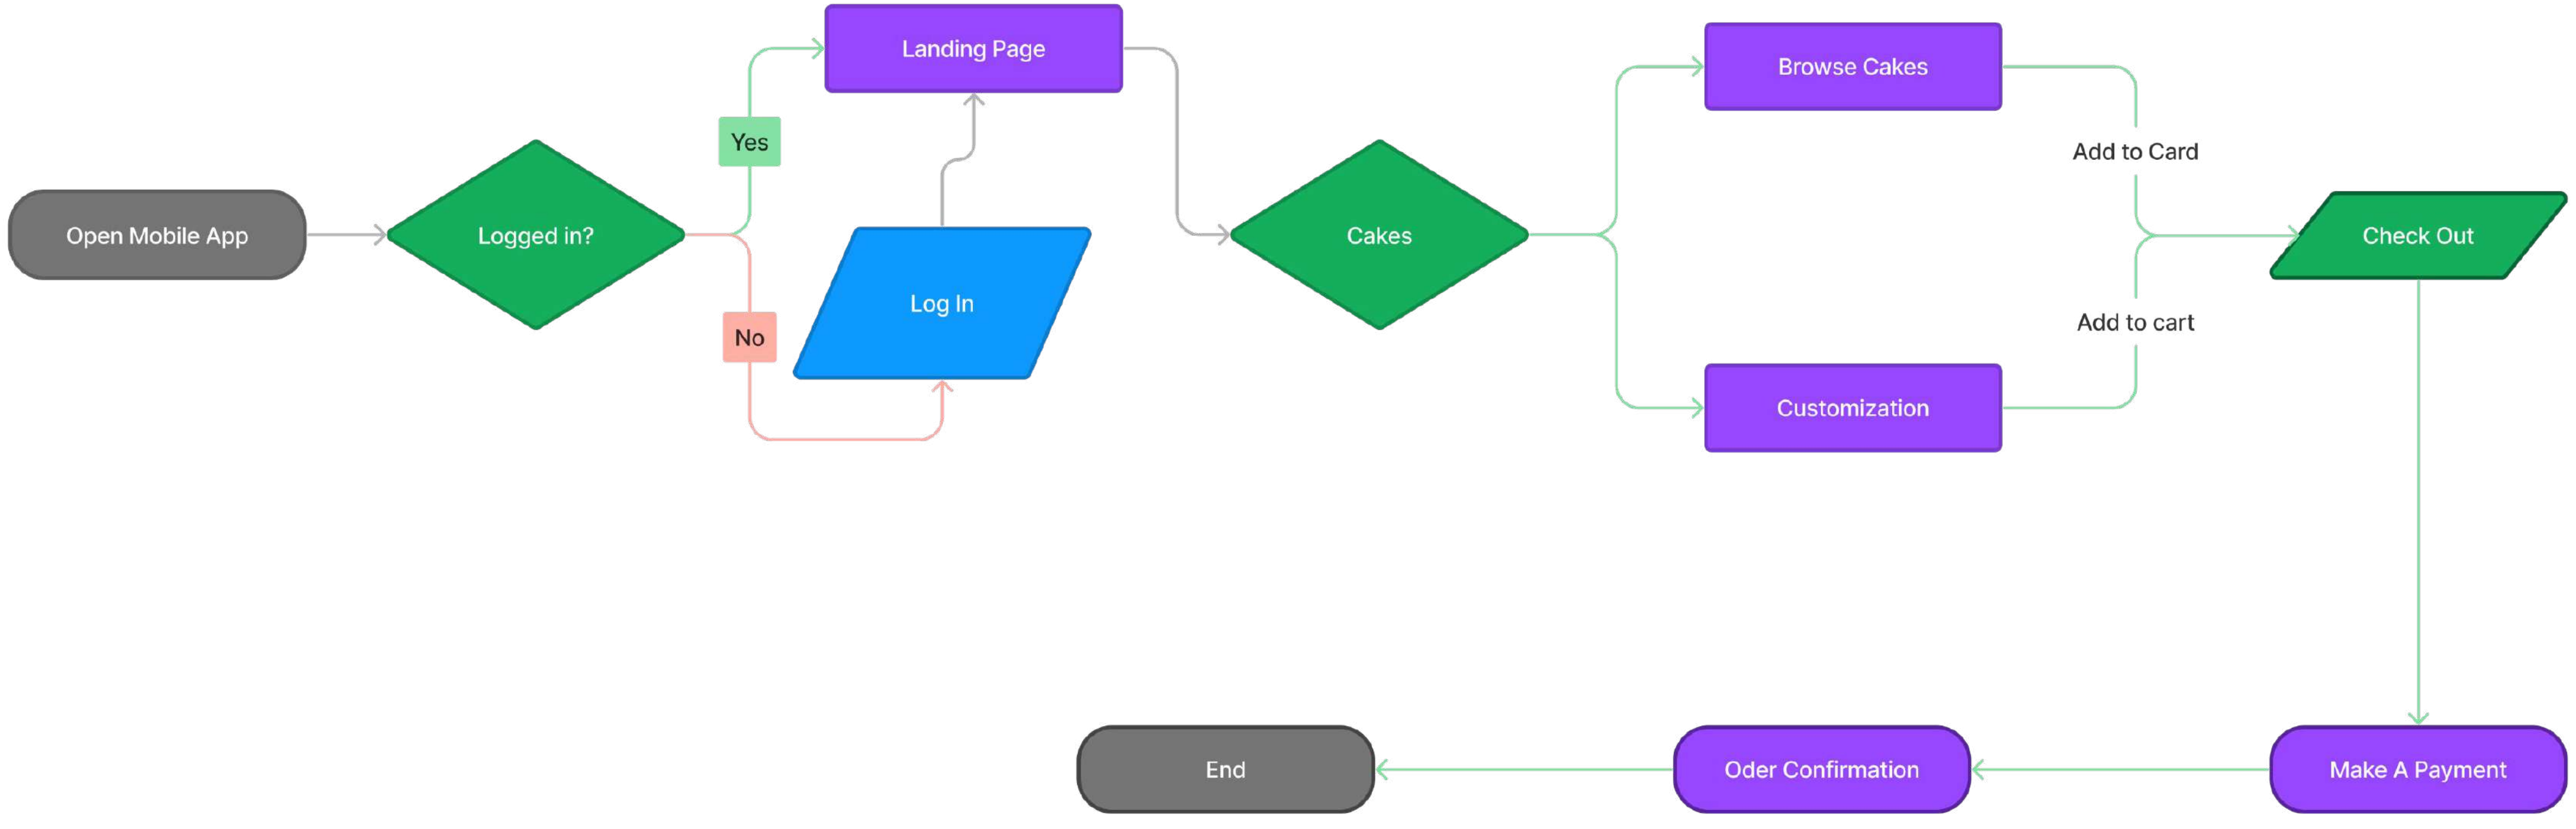 Open Mobile App
Logged in?
Yes
No
Landing Page
Log In
Cakes
Browse Cakes
Customization
Add to Card
Add to cart
Check Out
Make A Payment
Oder Confirmation
End